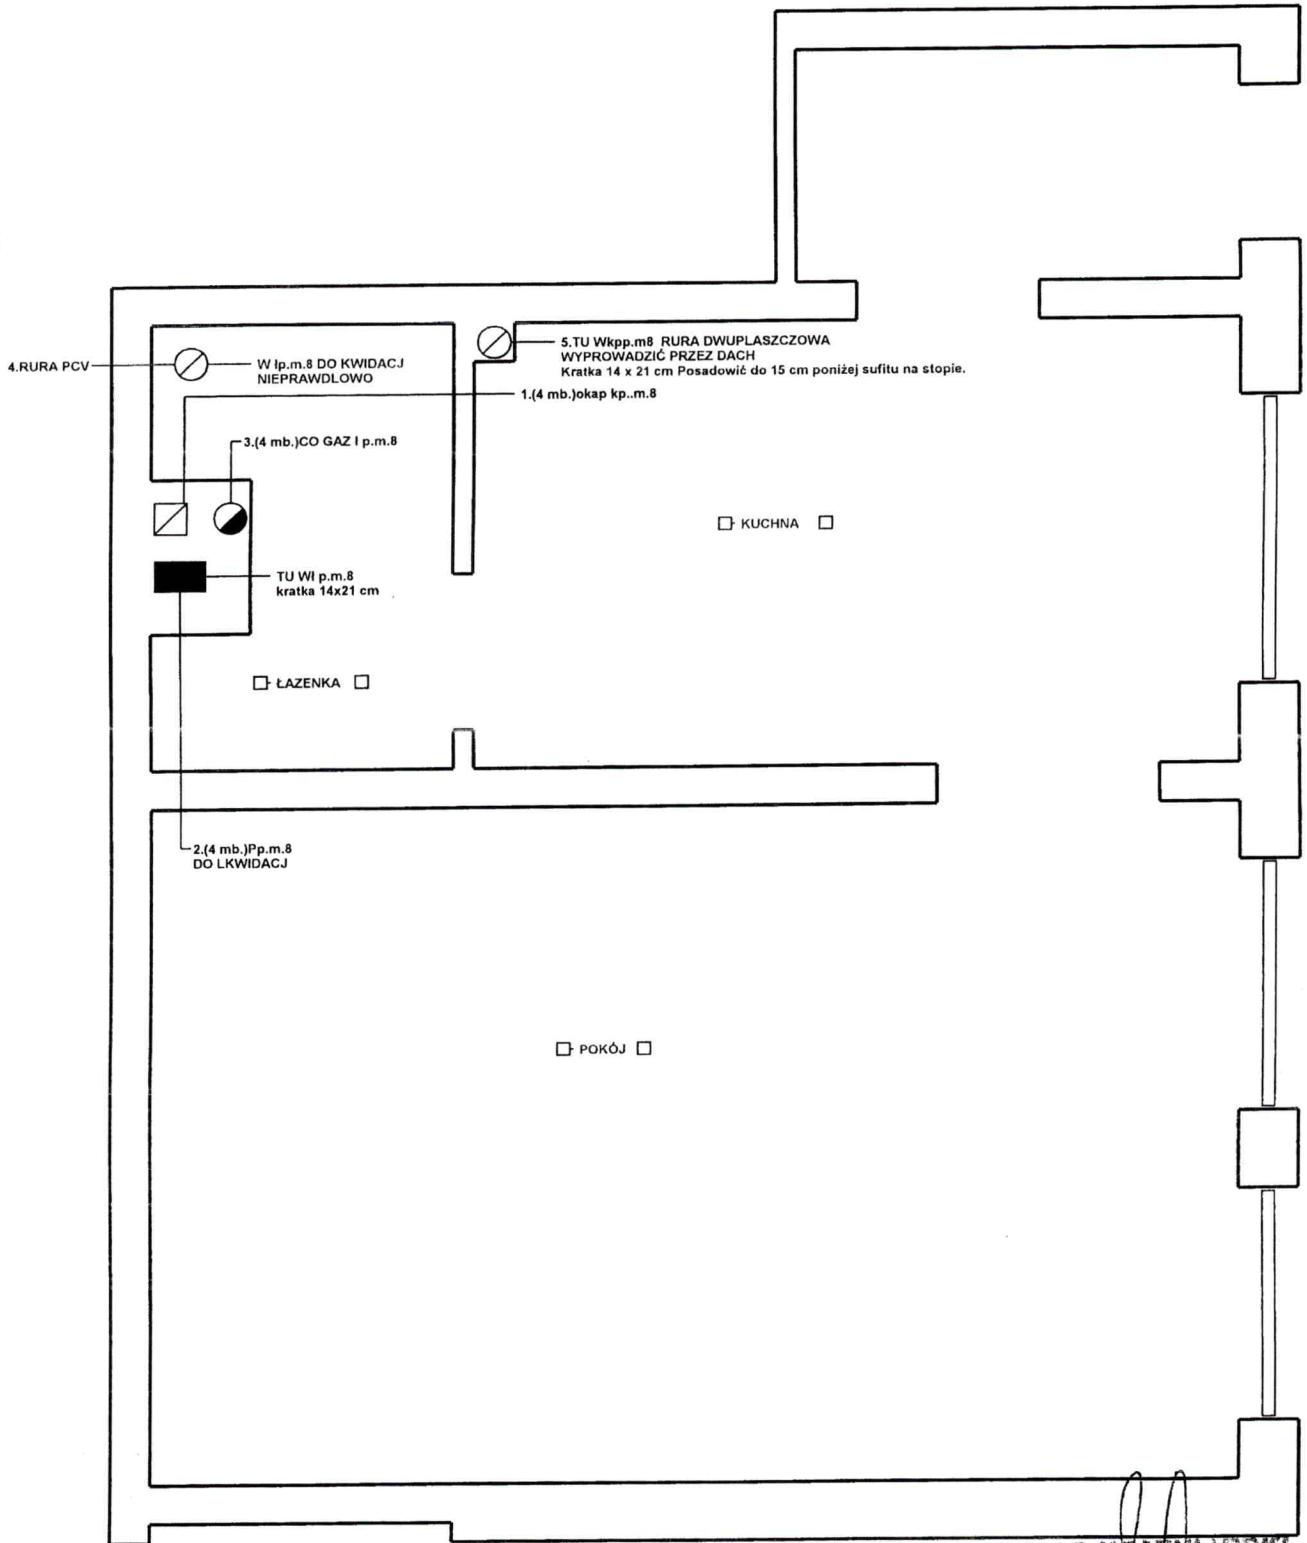 4.RURA PCV
W łp.m.8 DO KWIDACJ
NIEPRAWDLOWO
5.TU Wkpp.m8 RURA DWUPLASZCZOWA
WYPROWADZIĆ PRZEZ DACH
Kratka 14 x 21 cm Posadowić do 15 cm poniżej sufitu na stopie.
1.(4 mb.)okap kp..m.8
3.(4 mb.)CO GAZ I p.m.8
KUCHNA
TU WI p.m.8
kratka 14x21 cm
ŁAZENKA
2.(4 mb.)Pp.m.8
DO LKWIDACJ
POKÓJ